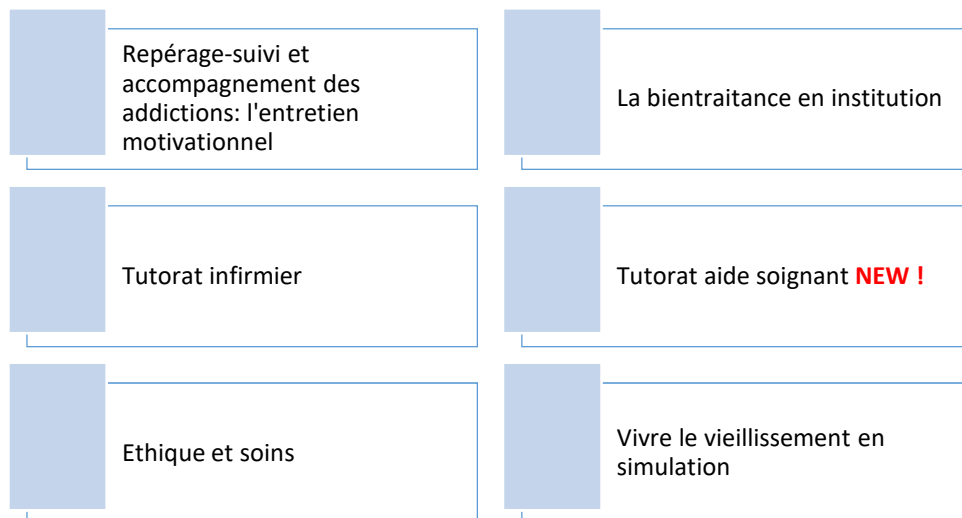 Repérage-suivi et
accompagnement des
addictions: l'entretien
motivationnel
La bientraitance en institution
Tutorat infirmier
Tutorat aide soignant NEW !
Ethique et soins
Vivre le vieillissement en
simulation